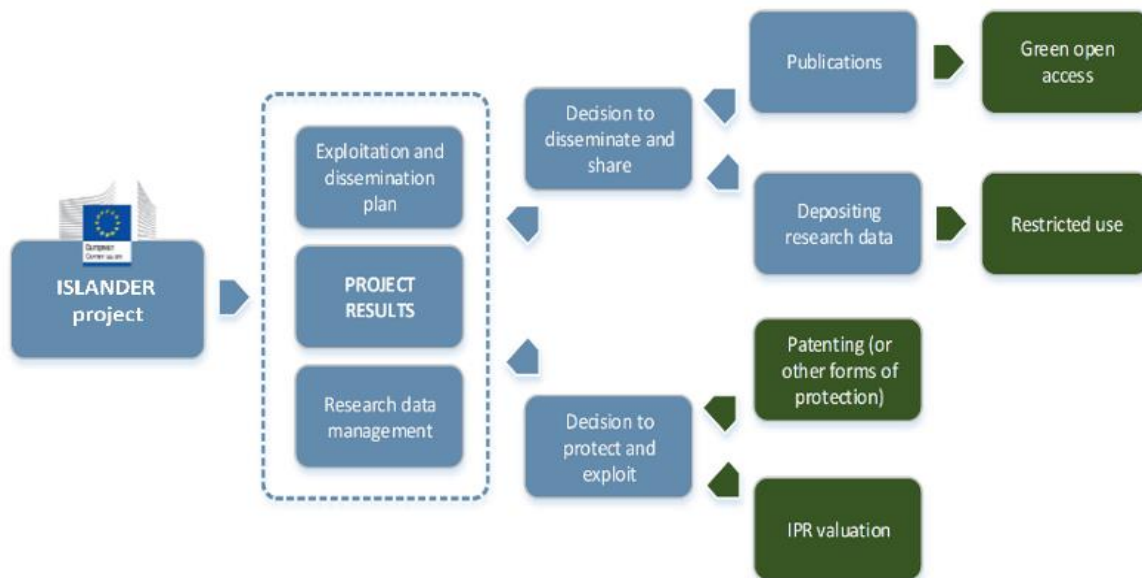 ISLANDER
project
European
Commission
Exploitation and
dissemination
plan
PROJECT
RESULTS
Research data
management
Decision to
disseminate and
share
Decision to
protect and
exploit
Publications
Green open
access
Depositing
research data
Restricted use
Patenting (or
other forms of
protection)
IPR valuation